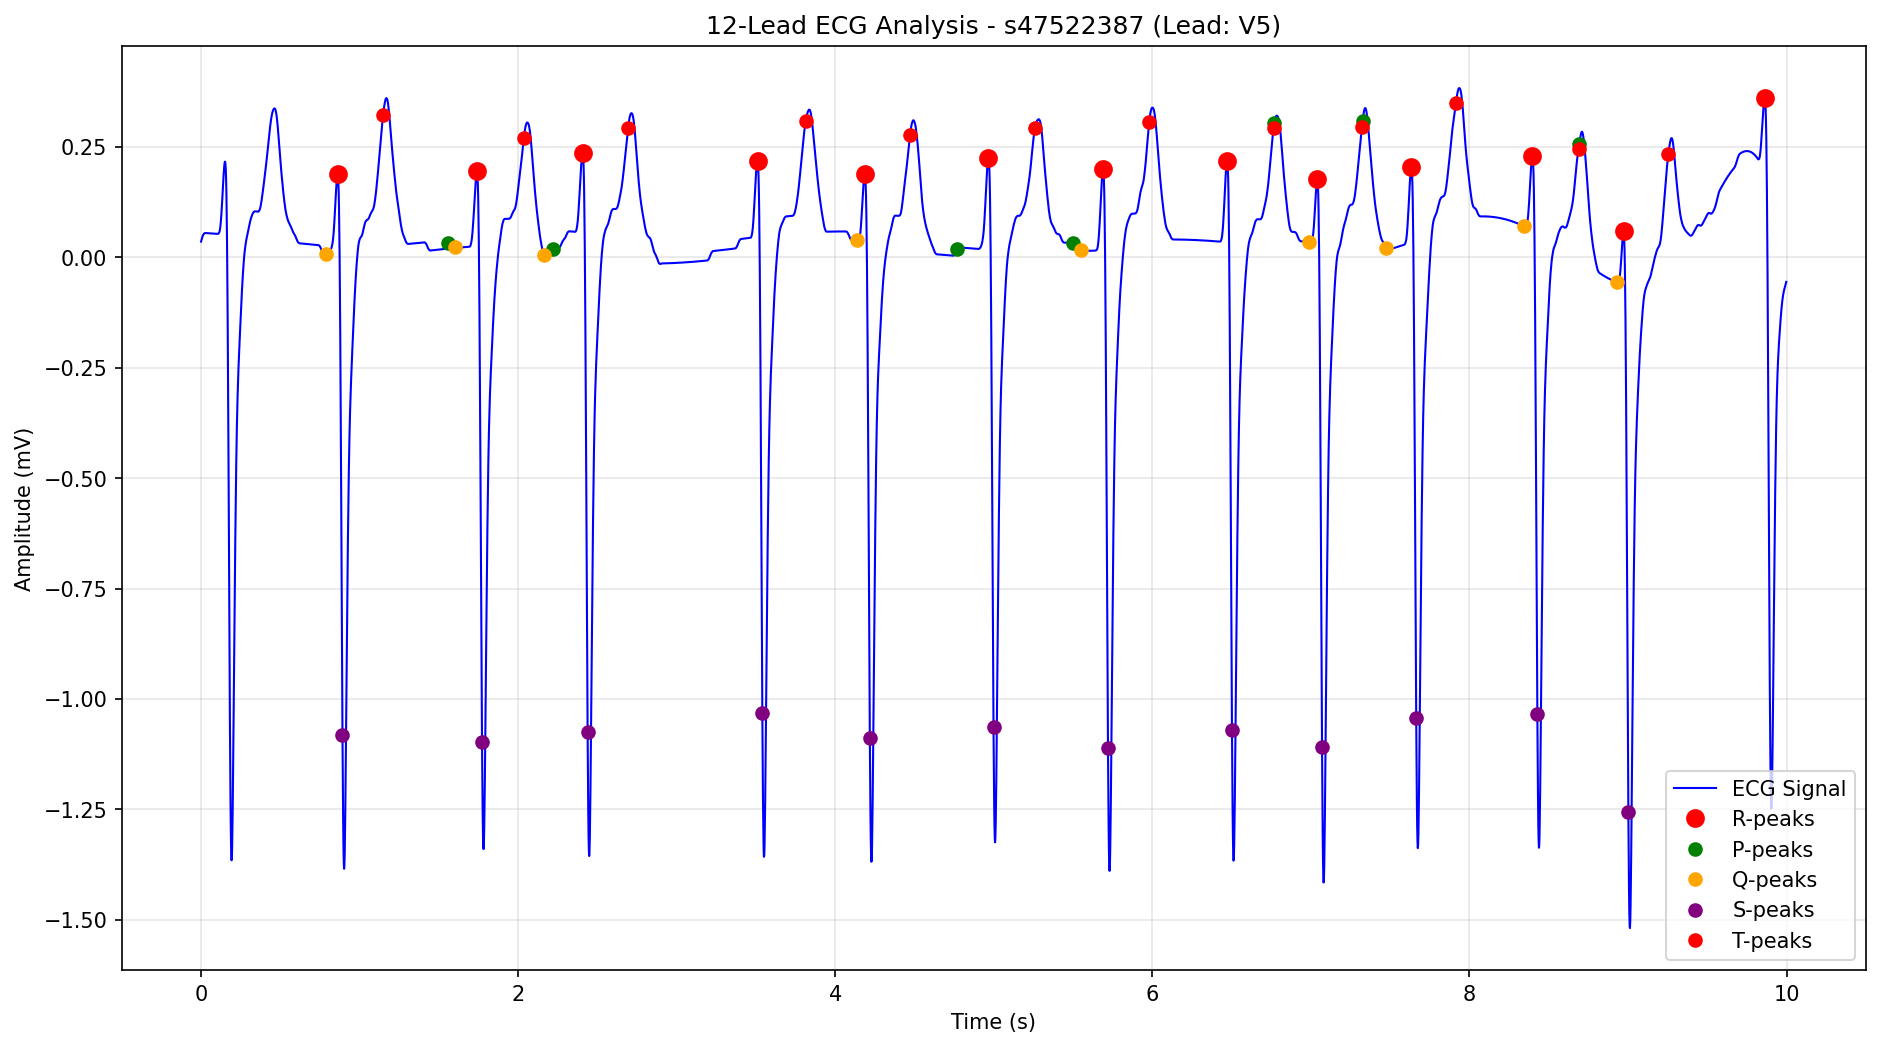 12-Lead ECG Analysis - s47522387 (Lead: V5)
0.25
0.00
−0.25
−0.50
−0.75
−1.00
−1.25
−1.50
Amplitude (mV)
0 2 4 6 8 10
Time (s)
ECG Signal
R-peaks
P-peaks
Q-peaks
S-peaks
T-peaks